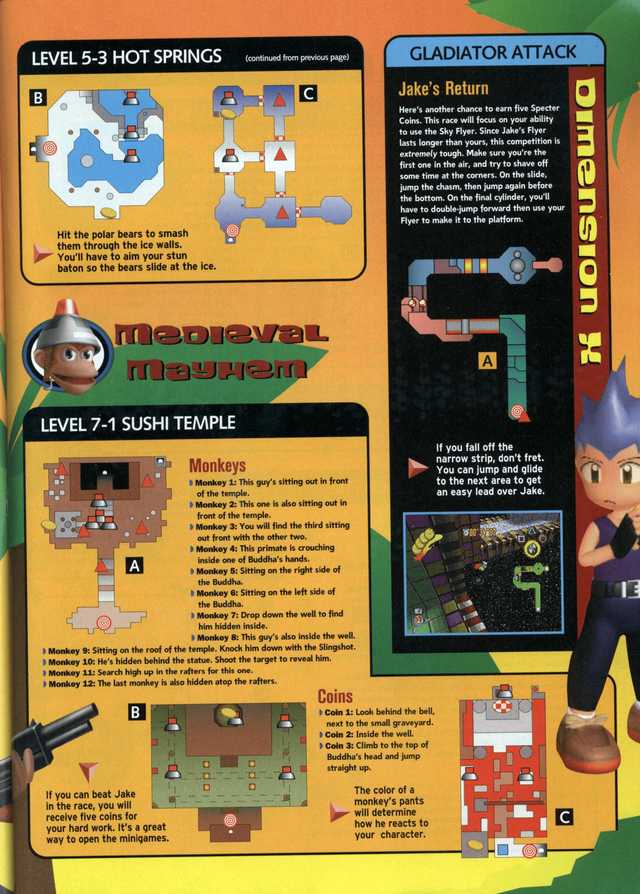 LEVEL 5-3 HOT SPRINGS (continued from previous page)
B
C
Hit the polar bears to smash
them through the ice walls.
You'll have to aim your stun
baton so the bears slide at the ice.
GLADIATOR ATTACK
Dimension X
Jake's Return
Here's another chance to earn five Specter
Coins. This race will focus on your ability
to use the Sky Flyer. Since Jake's Flyer
lasts longer than yours, this competition is
extremely tough. Make sure you're the
first one in the air, and try to shave off
some time at the corners. On the slide,
jump the chasm, then jump again before
the bottom. On the final cylinder, you'll
have to double-jump forward then use your
Flyer to make it to the platform.
A
If you fall off the
narrow strip, don't fret.
You can jump and glide
to the next area to get
an easy lead over Jake.
Medieval
Mayhem
LEVEL 7-1 SUSHI TEMPLE
A
Monkeys
Monkey 1: This guy's sitting out in front
of the temple.
Monkey 2: This one is also sitting out in
front of the temple.
Monkey 3: You will find the third sitting
out front with the other two.
Monkey 4: This primate is crouching
inside one of Buddha's hands.
Monkey 5: Sitting on the right side of
the Buddha.
Monkey 6: Sitting on the left side of
the Buddha.
Monkey 7: Drop down the well to find
him hidden inside.
Monkey 8: This guy's also inside the well.
Monkey 9: Sitting on the roof of the temple. Knock him down with the Slingshot.
Monkey 10: He's hidden behind the statue. Shoot the target to reveal him.
Monkey 11: Search high up in the rafters for this one.
Monkey 12: The last monkey is also hidden atop the rafters.
B
If you can beat Jake
in the race, you will
receive five coins for
your hard work. It's a great
way to open the minigames.
Coins
Coin 1: Look behind the bell,
next to the small graveyard.
Coin 2: Inside the well.
Coin 3: Climb to the top of
Buddha's head and jump
straight up.
The color of a
monkey's pants
will determine
how he reacts to
your character.
C